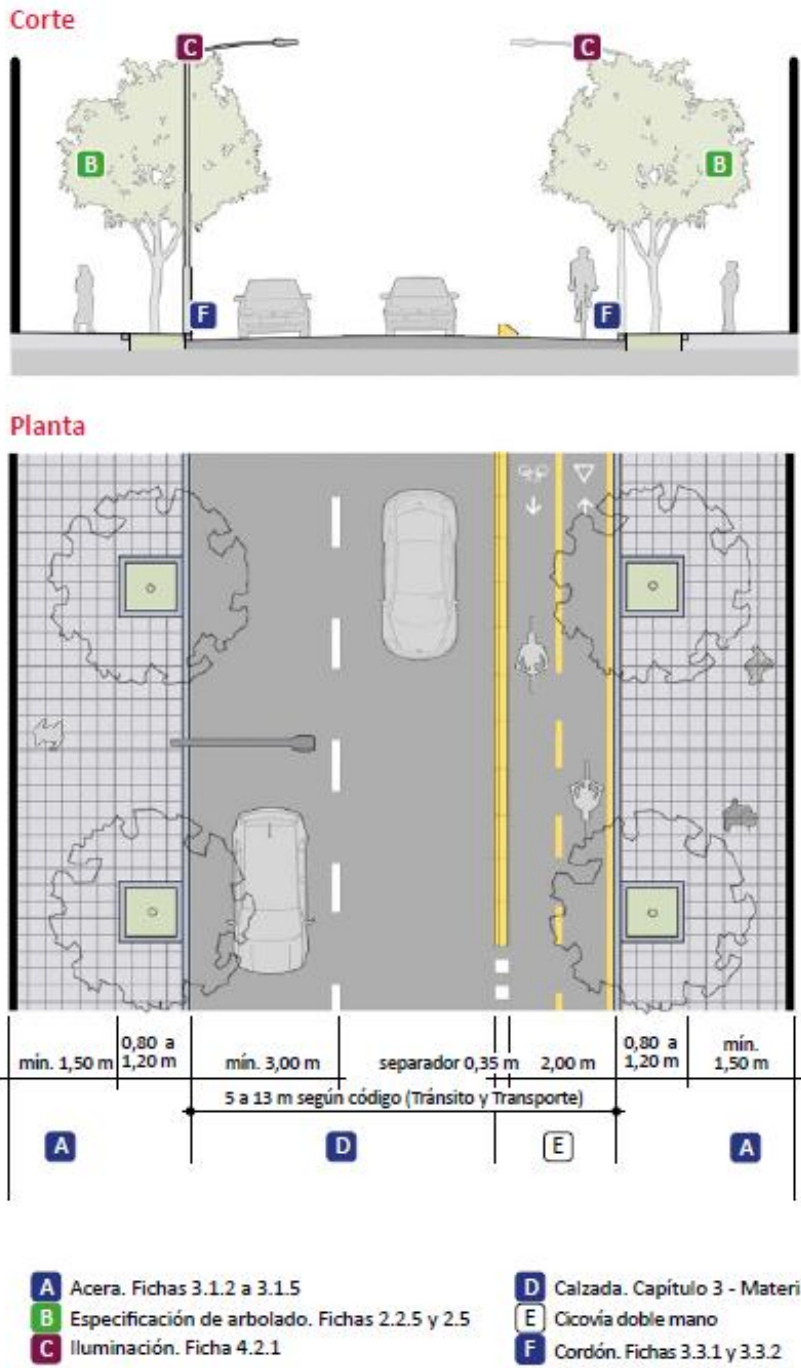 Corte
C
C
B
B
F
F
Planta
mín. 1,50 m
0,80 a
1,20 m
mín. 3,00 m
separador 0,35 m
2,00 m
0,80 a
1,20 m
mín.
1,50 m
5 a 13 m según código (Tránsito y Transporte)
A
D
E
A
A Acera. Fichas 3.1.2 a 3.1.5
B Especificación de arbolado. Fichas 2.2.5 y 2.5
C Iluminación. Ficha 4.2.1
D Calzada. Capítulo 3 - Materi
E Cicovía doble mano
F Cordón. Fichas 3.3.1 y 3.3.2